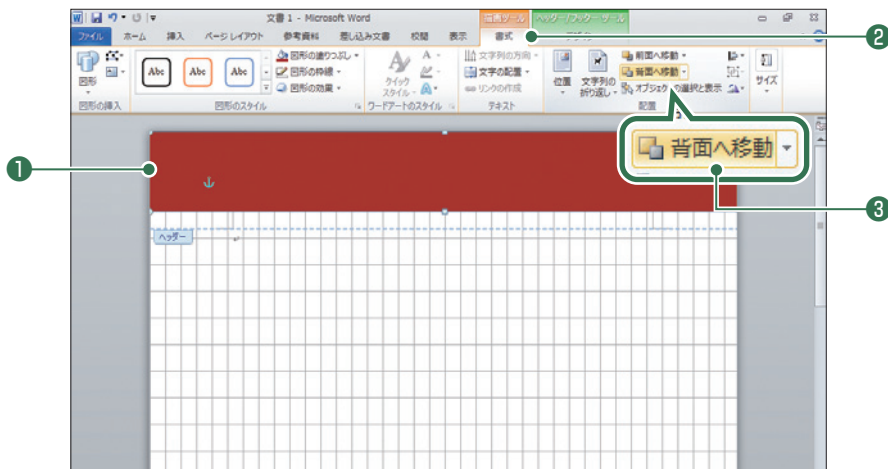 文書 1 - Microsoft Word
描画ツール
ヘッダー/フッター ツール
ファイル ホーム 挿入 ページ レイアウト 参考資料 差し込み文書 校閲 表示 書式
❷
図形
Abc Abc Abc
図形の塗りつぶし
図形の枠線
図形の効果
クイック
スタイル
A
文字列の方向
文字の配置
リンクの作成
位置
文字列の
折り返し
前面へ移動
背面へ移動
オブジェクトの選択と表示
サイズ
図形の挿入 図形のスタイル ワードアートのスタイル テキスト 配置
背面へ移動
❶
❸
ヘッダー